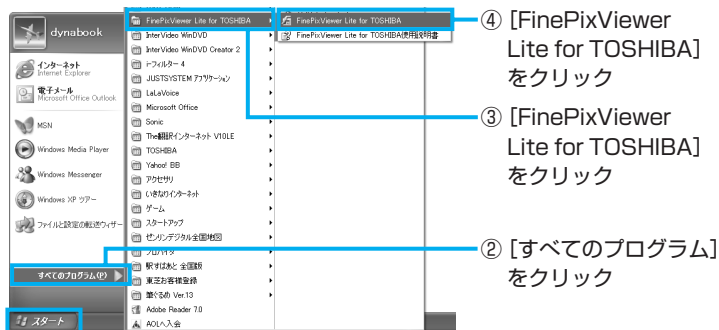 dynabook
インターネット
Internet Explorer
電子メール
Microsoft Office Outlook
MSN
Windows Media Player
Windows Messenger
Windows XP ツアー
ファイルと設定の転送ウィザー
すべてのプログラム(P)
スタート
FinePixViewer Lite for TOSHIBA
InterVideo WinDVD
InterVideo WinDVD Creator 2
i-フィルター 4
JUSTSYSTEM アプリケーション
LaLaVoice
Microsoft Office
Sonic
The翻訳インターネット V10LE
TOSHIBA
Yahoo! BB
アクセサリ
いきなりインターネット
ゲーム
スタートアップ
ゼンリンデジタル全国地図
プロバイダ
駅すぱあと 全国版
東芝お客様登録
筆ぐるめ Ver.13
Adobe Reader 7.0
AOLへ入会
FinePixViewer Lite for TOSHIBA
FinePixViewer Lite for TOSHIBA使用説明書
④ [FinePixViewer
Lite for TOSHIBA]
をクリック
③ [FinePixViewer
Lite for TOSHIBA]
をクリック
② [すべてのプログラム]
をクリック